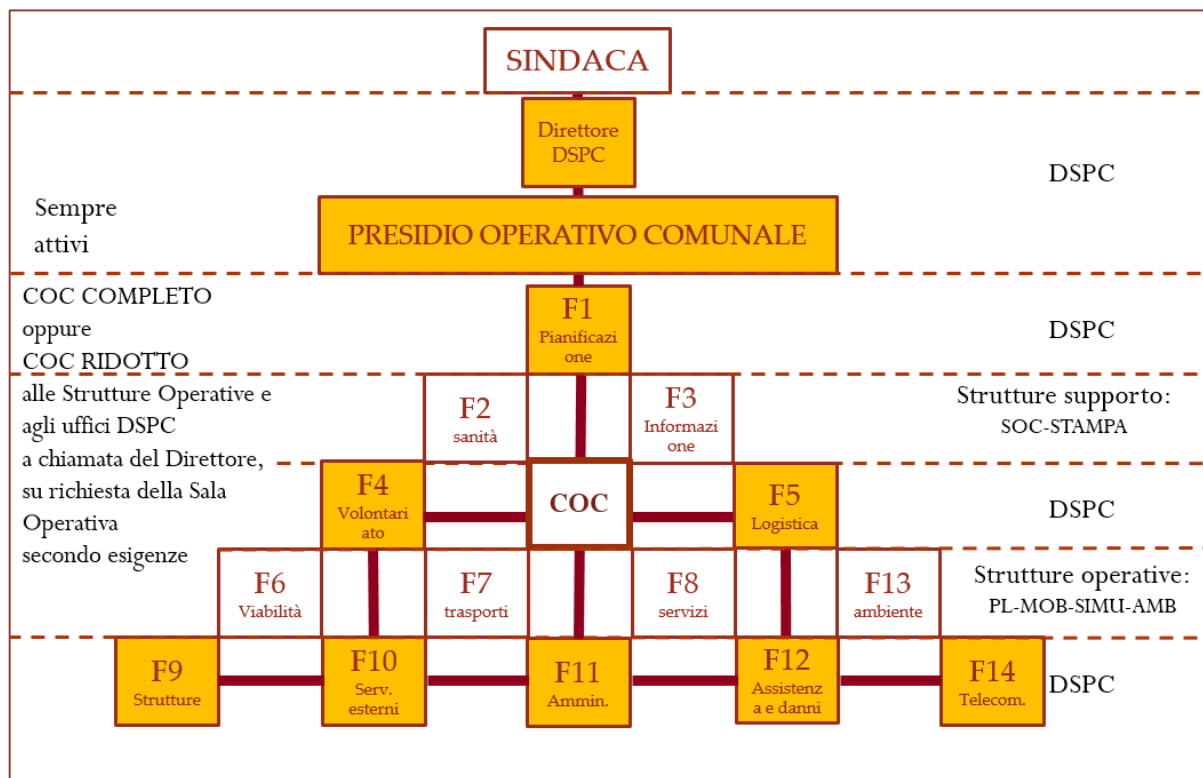 SINDACA
Direttore
DSPC
DSPC
Sempre
attivi
PRESIDIO OPERATIVO COMUNALE
COC COMPLETO
oppure
COC RIDOTTO
F1
Pianificazi
one
DSPC
alle Strutture Operative e
agli uffici DSPC
a chiamata del Direttore,
su richiesta della Sala
Operativa
secondo esigenze
F2
sanità
F3
Informazi
one
Strutture supporto:
SOC-STAMPA
F4
Volontari
ato
COC
F5
Logistica
DSPC
F6
Viabilità
F7
trasporti
F8
servizi
F13
ambiente
Strutture operative:
PL-MOB-SIMU-AMB
F9
Strutture
F10
Serv.
esterni
F11
Ammin.
F12
Assistenz
a e danni
F14
Telecom.
DSPC